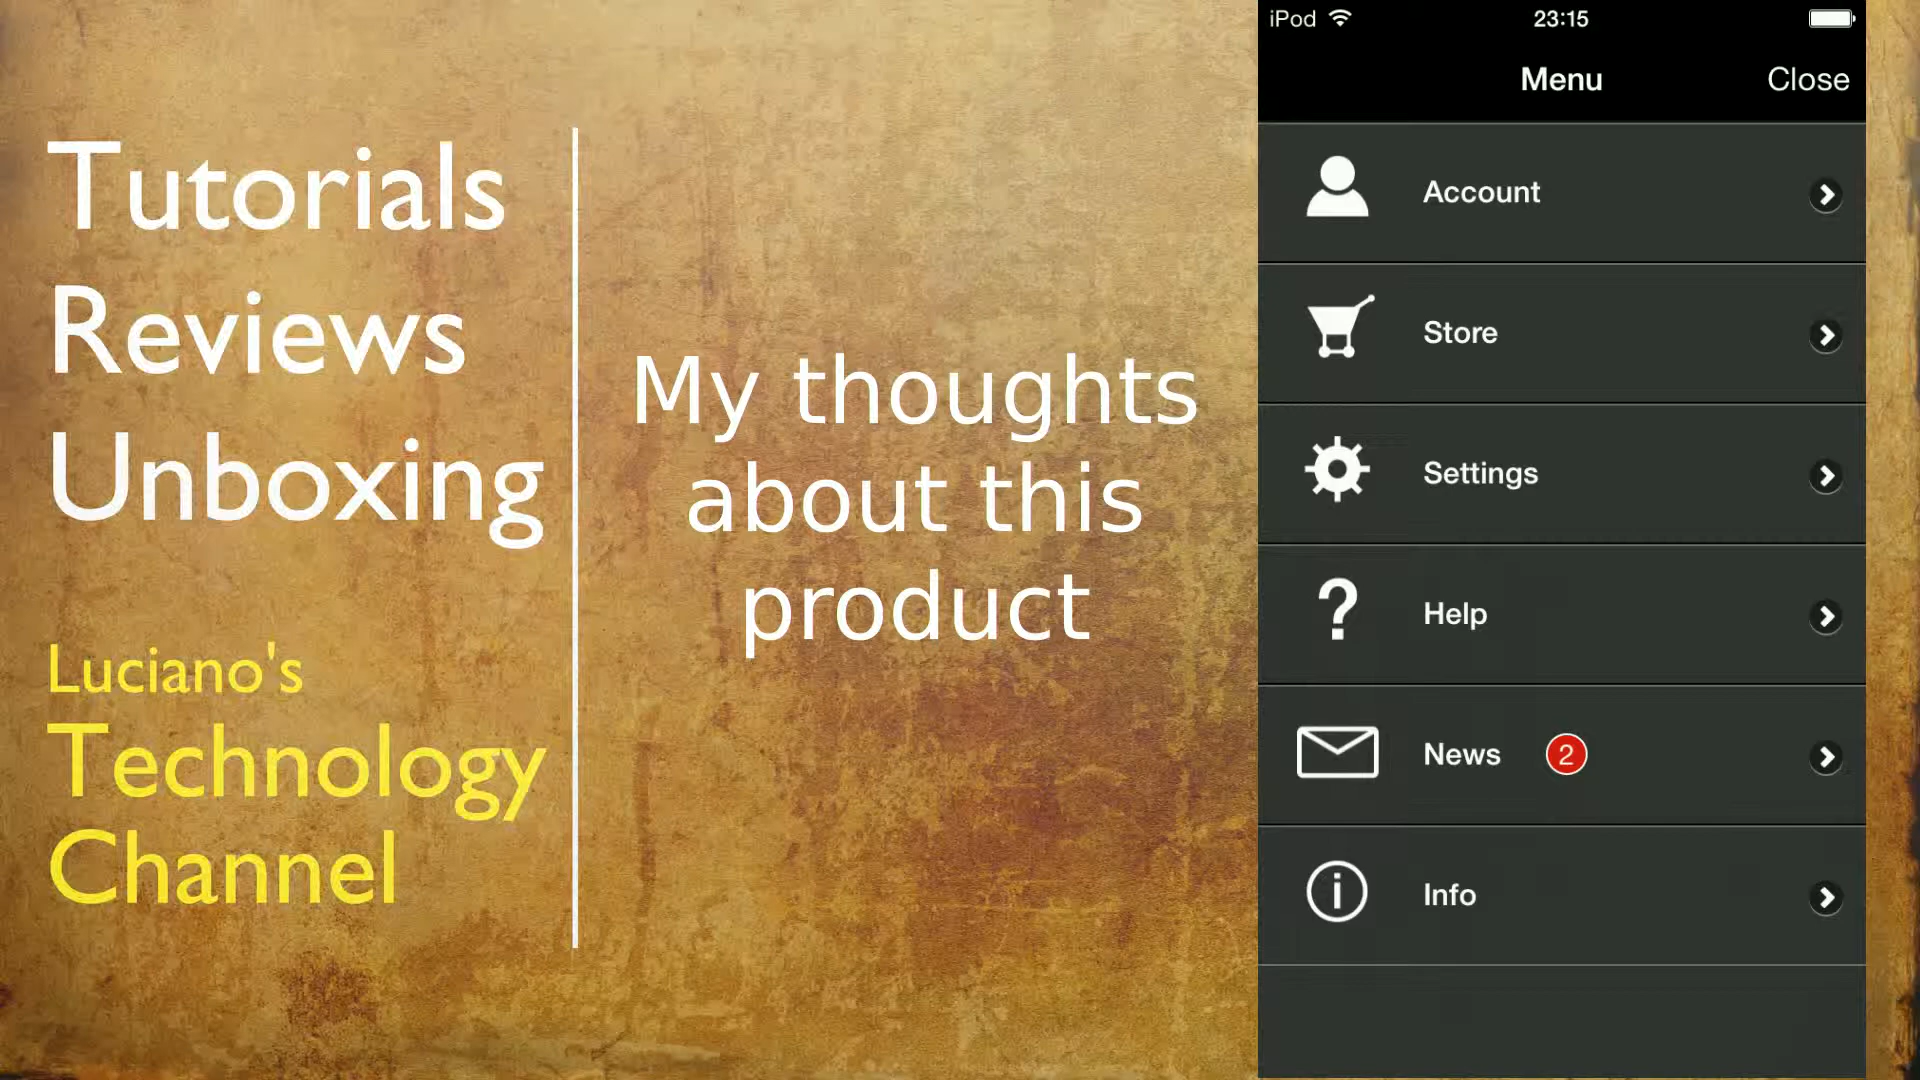 Tutorials
Reviews
Unboxing
Luciano's
Technology
Channel
My thoughts
about this
product
iPod 23:15
Menu Close
Account
Store
Settings
Help
News 2
Info